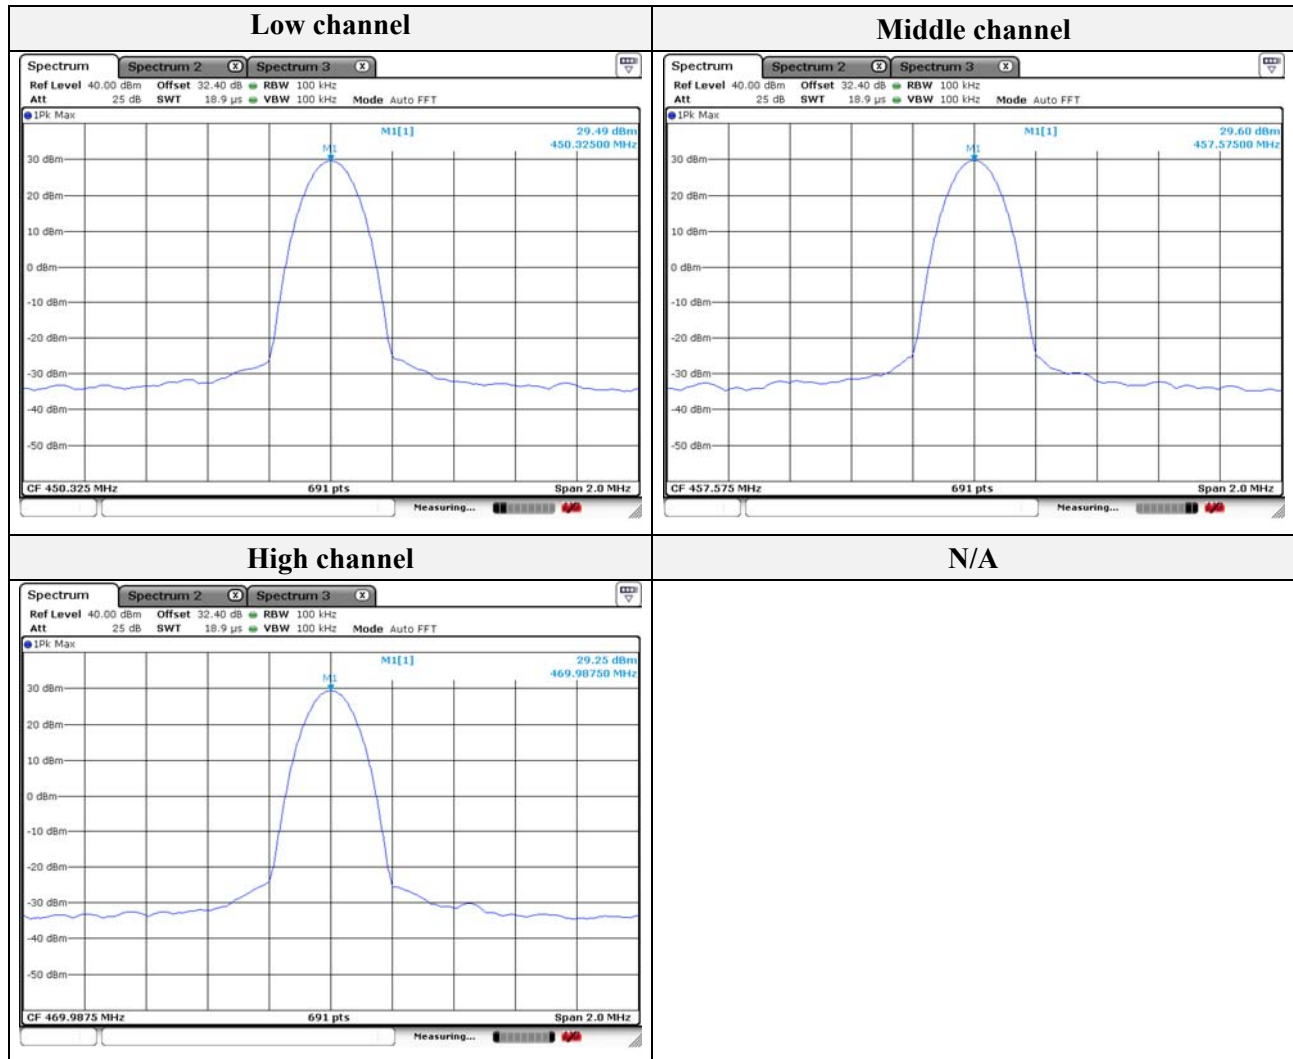 Low channel
Middle channel
Spectrum Spectrum 2 X Spectrum 3 X
Ref Level 40.00 dBm Offset 32.40 dB RBW 100 kHz
Att 25 dB SWT 18.9 µs VBW 100 kHz Mode Auto FFT
1Pk Max
M1[1] 29.49 dBm
450.32500 MHz
M1
30 dBm
20 dBm
10 dBm
0 dBm
-10 dBm
-20 dBm
-30 dBm
-40 dBm
-50 dBm
CF 450.325 MHz 691 pts Span 2.0 MHz
Measuring...
Spectrum Spectrum 2 X Spectrum 3 X
Ref Level 40.00 dBm Offset 32.40 dB RBW 100 kHz
Att 25 dB SWT 18.9 µs VBW 100 kHz Mode Auto FFT
1Pk Max
M1[1] 29.60 dBm
457.57500 MHz
M1
30 dBm
20 dBm
10 dBm
0 dBm
-10 dBm
-20 dBm
-30 dBm
-40 dBm
-50 dBm
CF 457.575 MHz 691 pts Span 2.0 MHz
Measuring...
High channel
N/A
Spectrum Spectrum 2 X Spectrum 3 X
Ref Level 40.00 dBm Offset 32.40 dB RBW 100 kHz
Att 25 dB SWT 18.9 µs VBW 100 kHz Mode Auto FFT
1Pk Max
M1[1] 29.25 dBm
469.98750 MHz
M1
30 dBm
20 dBm
10 dBm
0 dBm
-10 dBm
-20 dBm
-30 dBm
-40 dBm
-50 dBm
CF 469.9875 MHz 691 pts Span 2.0 MHz
Measuring...